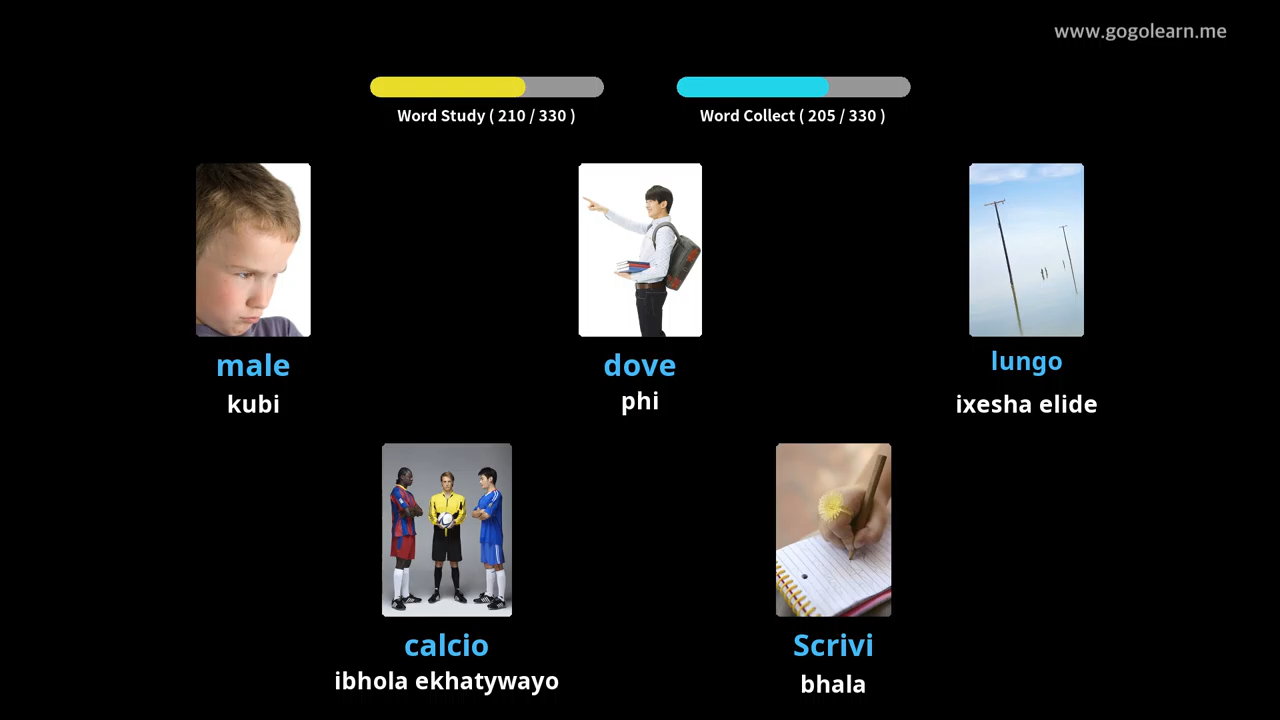 www.gogolearn.me
Word Study ( 210 / 330 )
Word Collect ( 205 / 330 )
male
kubi
dove
phi
lungo
ixesha elide
calcio
ibhola ekhatywayo
Scrivi
bhala